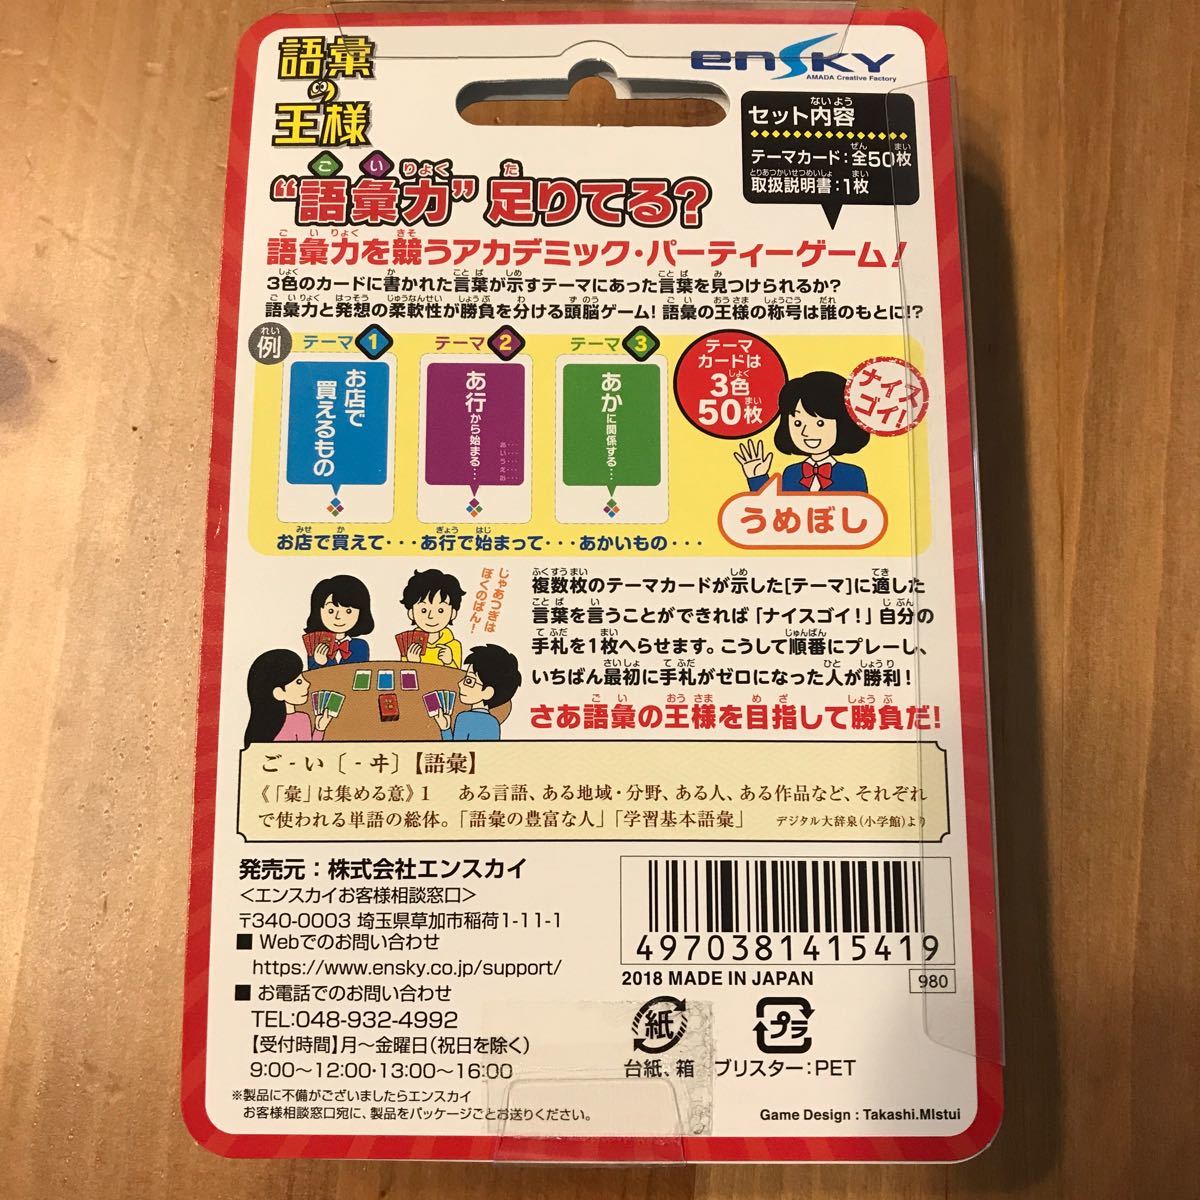 語彙の王様
ensky
AMADA Creative Factory
セット内容
テーマカード：全50枚
取扱説明書：1枚
“語彙力”足りてる？
語彙力を競うアカデミック・パーティーゲーム！
3色のカードに書かれた言葉が示すテーマにあった言葉を見つけられるか？
語彙力と発想の柔軟性が勝負を分ける頭脳ゲーム！語彙の王様の称号は誰のもとに!?
例
テーマ1
お店で
買えるもの
テーマ2
あ行から始まる…
あ…
い…
う…
え…
お…
テーマ3
あかに関係する…
テーマ
カードは
3色
50枚
ナイス
ゴイ！
うめぼし
お店で買えて・・・あ行で始まって・・・あかいもの・・・
じゃあつぎは
ぼくのばん！
複数枚のテーマカードが示した[テーマ]に適した
言葉を言うことができれば「ナイスゴイ！」自分の
手札を1枚へらせます。こうして順番にプレーし、
いちばん最初に手札がゼロになった人が勝利！
さあ語彙の王様を目指して勝負だ！
ご‐い〔‐ヰ〕【語彙】
《「彙」は集める意》1　ある言語、ある地域・分野、ある人、ある作品など、それぞれ
で使われる単語の総体。「語彙の豊富な人」「学習基本語彙」　デジタル大辞泉（小学館）より
発売元：株式会社エンスカイ
＜エンスカイお客様相談窓口＞
〒340-0003 埼玉県草加市稲荷1-11-1
■ Webでのお問い合わせ
https://www.ensky.co.jp/support/
■ お電話でのお問い合わせ
TEL:048-932-4992
【受付時間】月～金曜日（祝日を除く）
9:00～12:00・13:00～16:00
※製品に不備がございましたらエンスカイ
お客様相談窓口宛に、製品をパッケージごとお送りください。
4970381415419
2018 MADE IN JAPAN
980
紙
台紙、箱
プラ
ブリスター：PET
Game Design : Takashi.MIstui